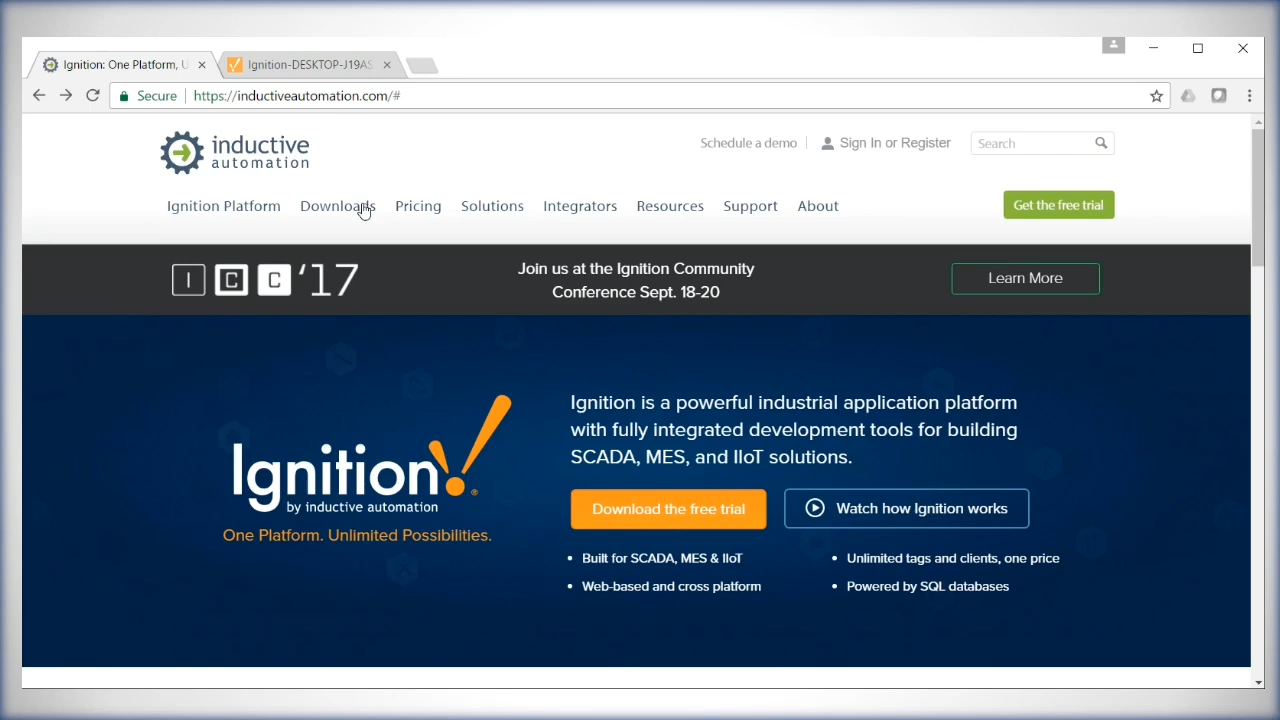 Ignition: One Platform, U
Ignition-DESKTOP-J19AS
Secure
https://inductiveautomation.com/#
inductive
automation
Schedule a demo
Sign In or Register
Search
Ignition Platform
Downloads
Pricing
Solutions
Integrators
Resources
Support
About
Get the free trial
I C C '17
Join us at the Ignition Community
Conference Sept. 18-20
Learn More
Ignition!
®
by inductive automation
One Platform. Unlimited Possibilities.
Ignition is a powerful industrial application platform
with fully integrated development tools for building
SCADA, MES, and IIoT solutions.
Download the free trial
Watch how Ignition works
• Built for SCADA, MES & IIoT
• Unlimited tags and clients, one price
• Web-based and cross platform
• Powered by SQL databases